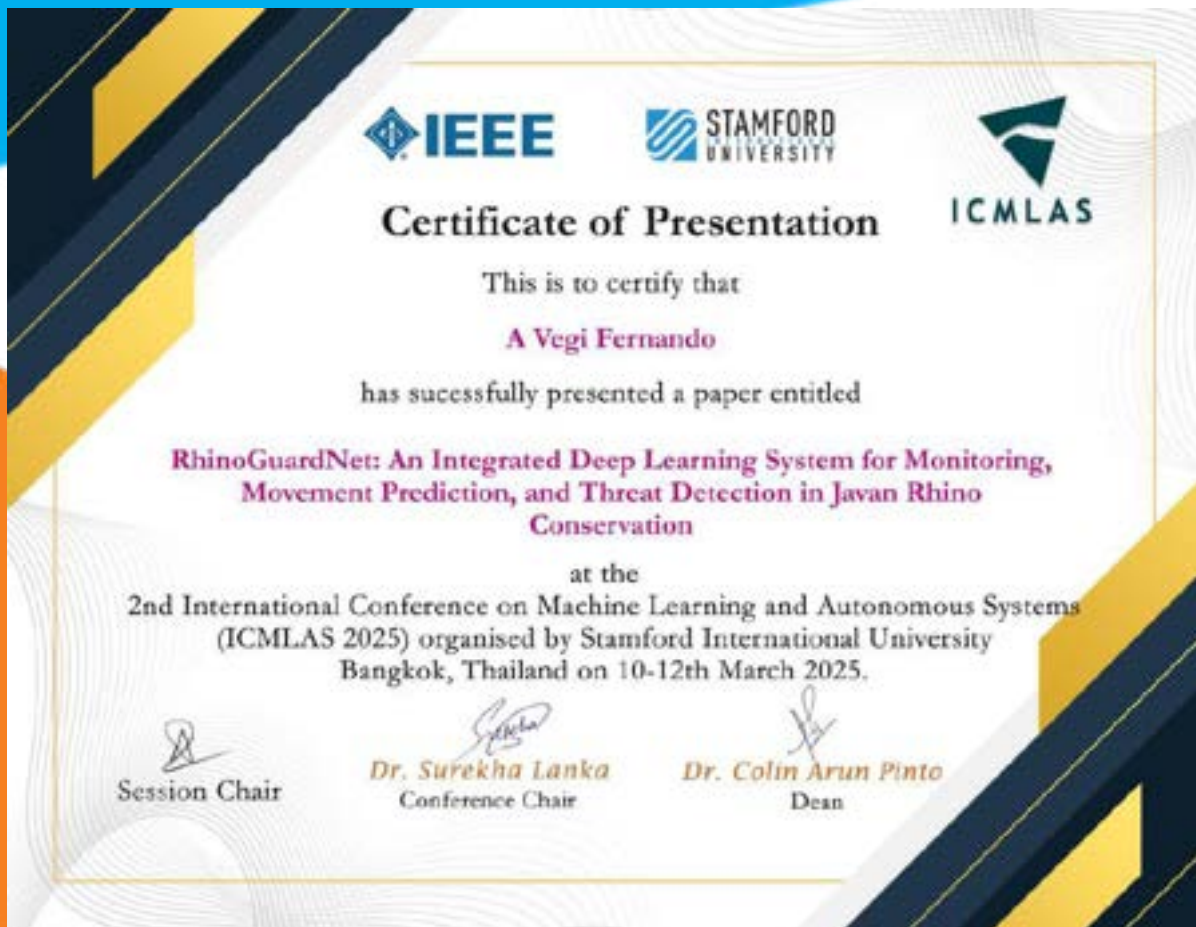 IEEE
STAMFORD
INTERNATIONAL
UNIVERSITY
ICMLAS
Certificate of Presentation
This is to certify that
A Vegi Fernando
has sucessfully presented a paper entitled
RhinoGuardNet: An Integrated Deep Learning System for Monitoring,
Movement Prediction, and Threat Detection in Javan Rhino
Conservation
at the
2nd International Conference on Machine Learning and Autonomous Systems
(ICMLAS 2025) organised by Stamford International University
Bangkok, Thailand on 10-12th March 2025.
Session Chair
Dr. Surekha Lanka
Conference Chair
Dr. Colin Arun Pinto
Dean